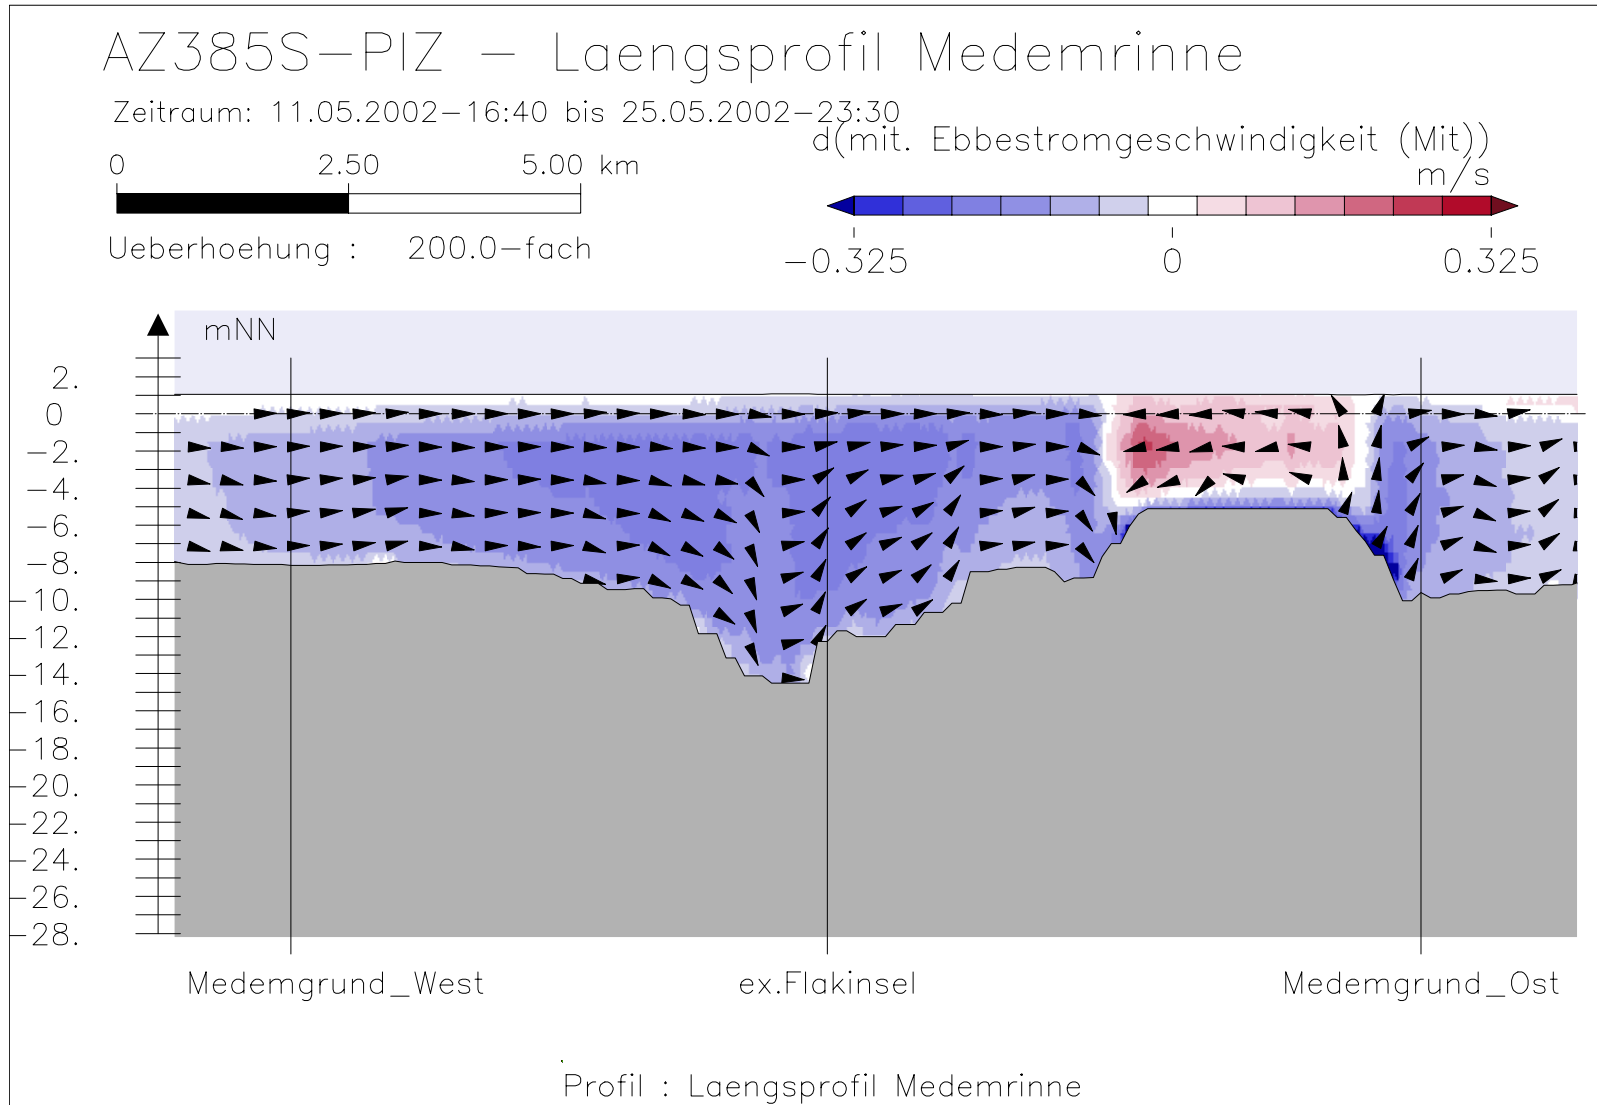 AZ385S-PIZ - Laengsprofil Medemrinne
Zeitraum: 11.05.2002-16:40 bis 25.05.2002-23:30
d(mit. Ebbestromgeschwindigkeit (Mit))
m/s
0 2.50 5.00 km
Ueberhoehung : 200.0-fach
-0.325 0 0.325
mNN
2.
0
-2.
-4.
-6.
-8.
-10.
-12.
-14.
-16.
-18.
-20.
-22.
-24.
-26.
-28.
Medemgrund_West ex.Flakinsel Medemgrund_Ost
Profil : Laengsprofil Medemrinne